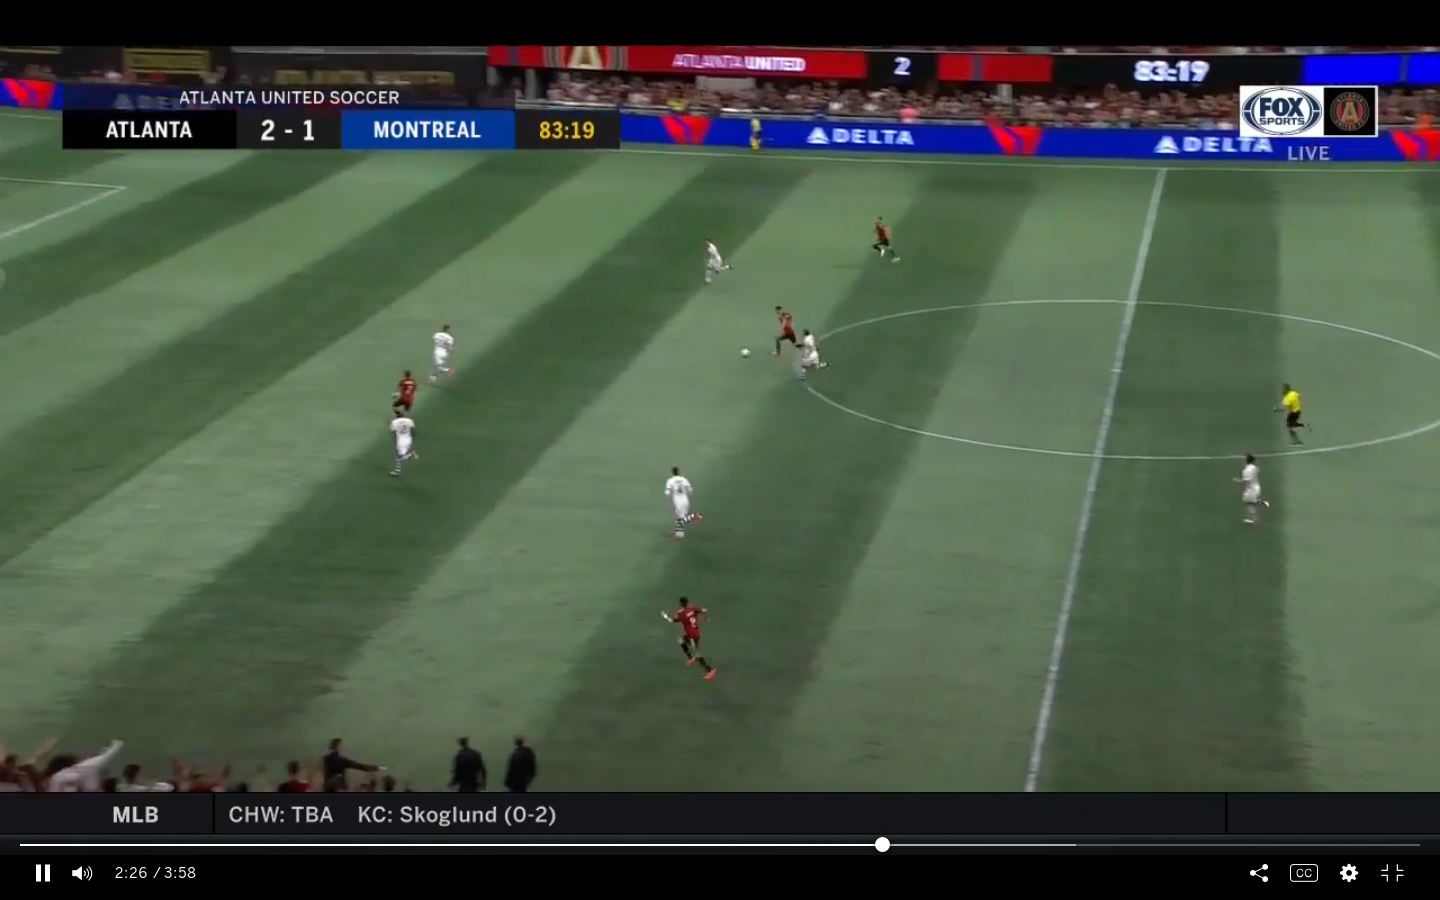 ATLANTA UNITED
2
83:19
ATLANTA UNITED SOCCER
ATLANTA
2 - 1
MONTREAL
83:19
FOX
SPORTS
LIVE
DELTA
DELTA
MLB
CHW: TBA KC: Skoglund (0-2)
2:26 / 3:58
CC